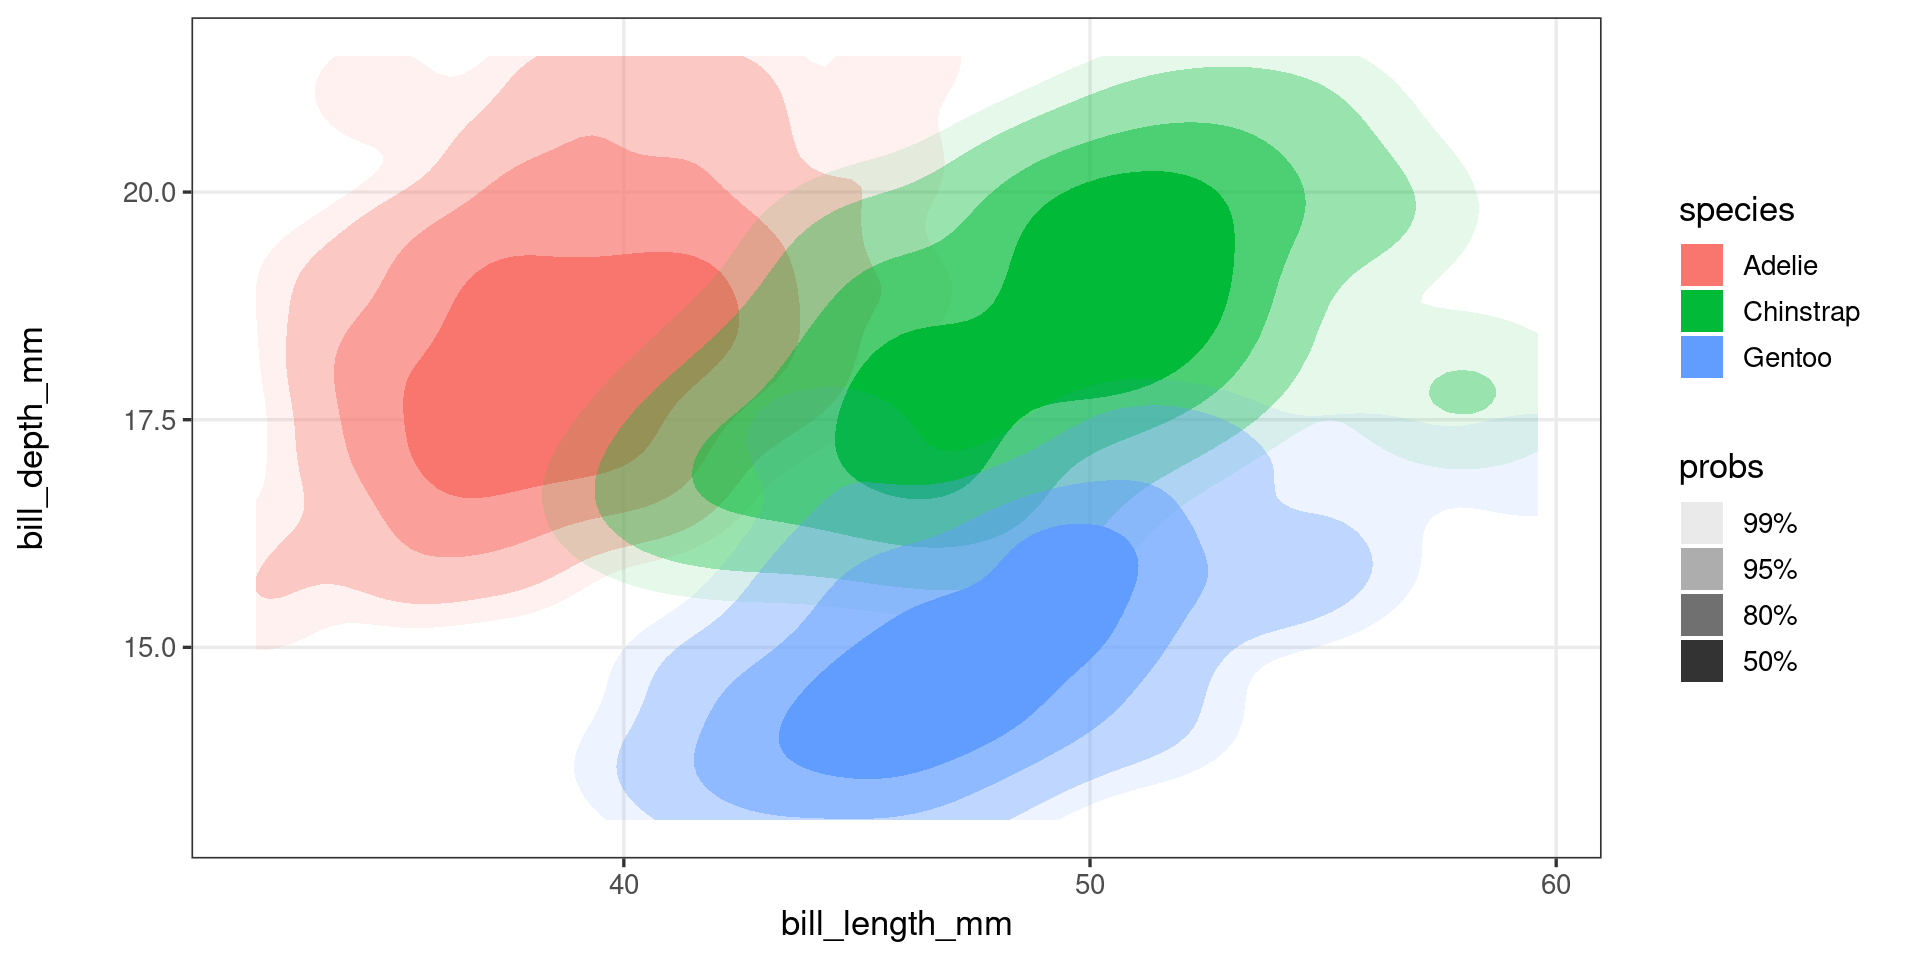 bill_depth_mm
20.0
17.5
15.0
40
50
60
bill_length_mm
species
Adelie
Chinstrap
Gentoo
probs
99%
95%
80%
50%